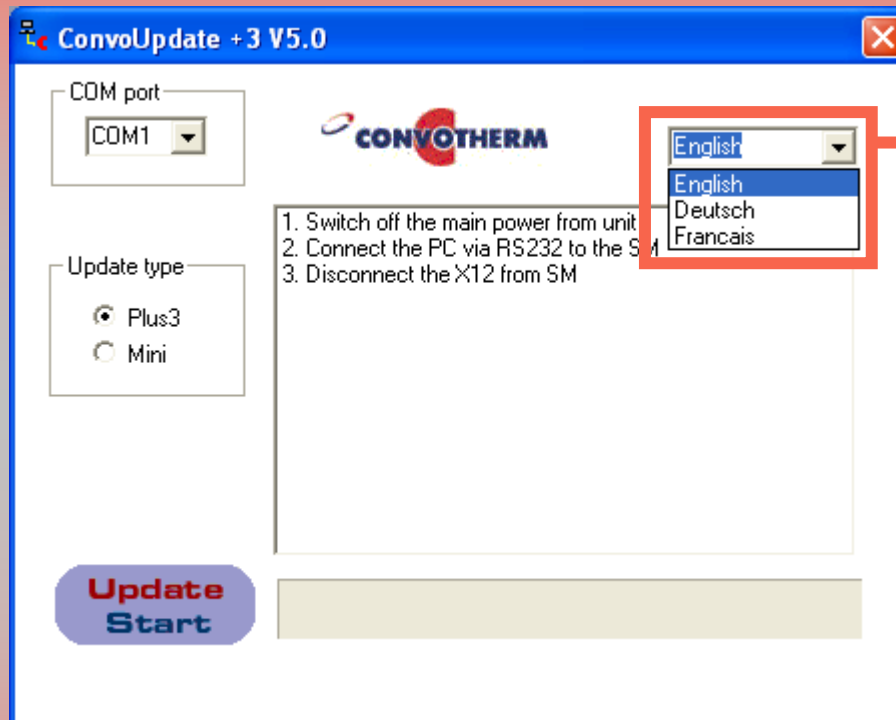 ConvoUpdate +3 V5.0
COM port
COM1
CONVOTHERM
English
English
Deutsch
Francais
1. Switch off the main power from unit
2. Connect the PC via RS232 to the SM
3. Disconnect the X12 from SM
Update type
Plus3
Mini
Update
Start